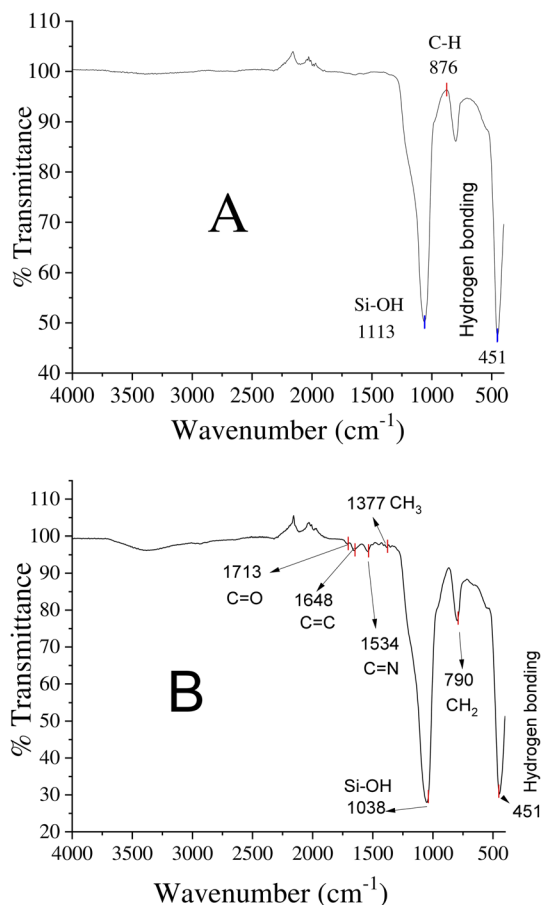 110
C-H
876
100
90
80
70
60
50
40
% Transmittance
A
Si-OH
1113
Hydrogen bonding
451
4000 3500 3000 2500 2000 1500 1000 500
Wavenumber (cm⁻¹)
110
100
90
80
70
60
50
40
30
20
% Transmittance
1377 CH₃
1713
C=O
1648
C=C
1534
C=N
B
790
CH₂
Hydrogen bonding
Si-OH
1038
451
4000 3500 3000 2500 2000 1500 1000 500
Wavenumber (cm⁻¹)